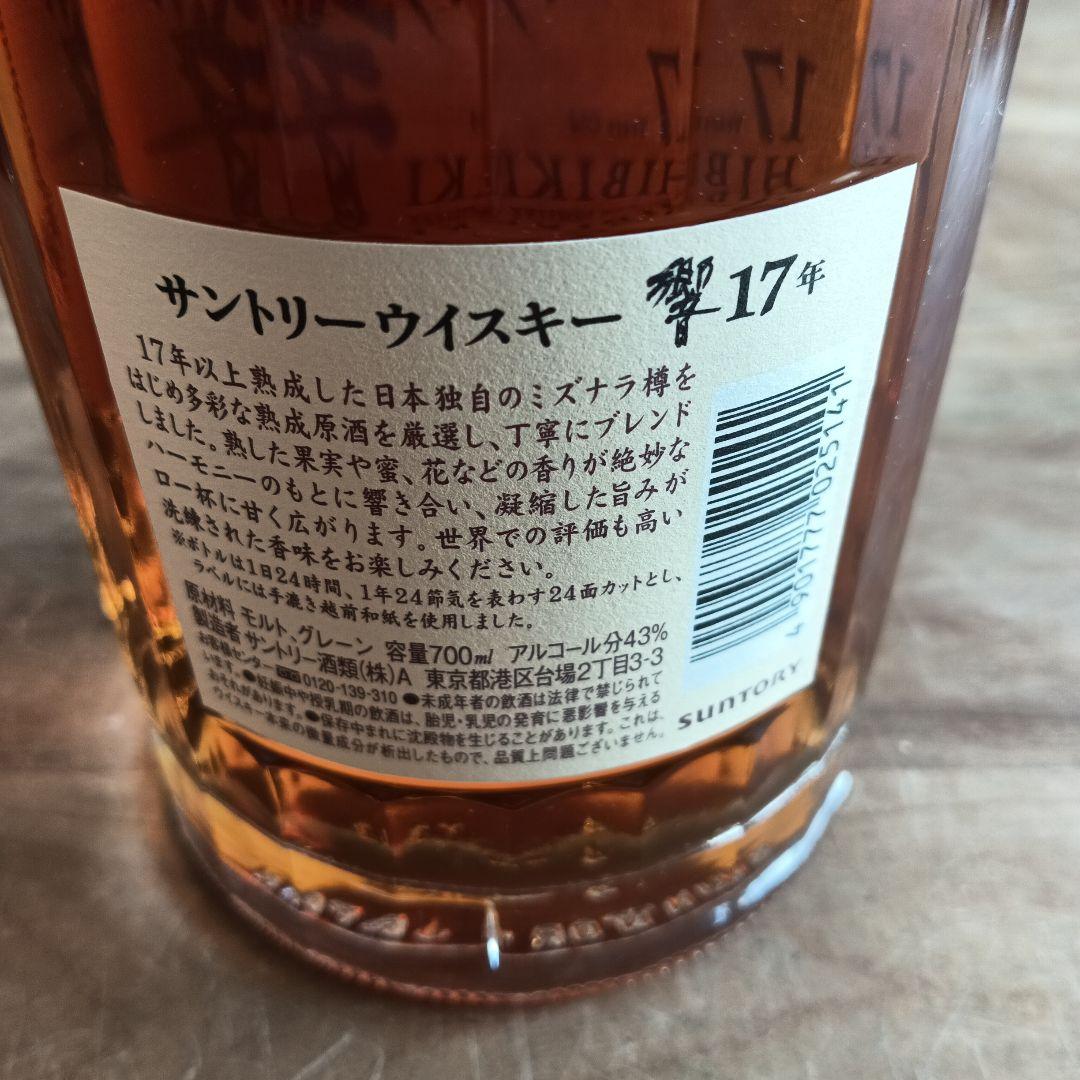 サントリーウイスキー 響 17年
17年以上熟成した日本独自のミズナラ樽を
はじめ多彩な熟成原酒を厳選し、丁寧にブレンド
しました。熟した果実や蜜、花などの香りが絶妙な
ハーモニーのもとに響き合い、凝縮した旨みが
口一杯に甘く広がります。世界での評価も高い
洗練された香味をお楽しみください。
※ボトルは1日24時間、1年24節気を表わす24面カットとし、
ラベルには手漉き越前和紙を使用しました。
原材料 モルト、グレーン 容量700ml アルコール分43%
製造者 サントリー酒類(株)A 東京都港区台場2丁目3-3
お客様センター 0120-139-310 ●未成年者の飲酒は法律で禁じられて
います。●妊娠中や授乳期の飲酒は、胎児・乳児の発育に悪影響を与える
おそれがあります。●保存中まれに沈殿物を生じることがあります。これは、
ウイスキー本来の微量成分が析出したもので、品質上問題ございません。
4901777025141
SUNTORY